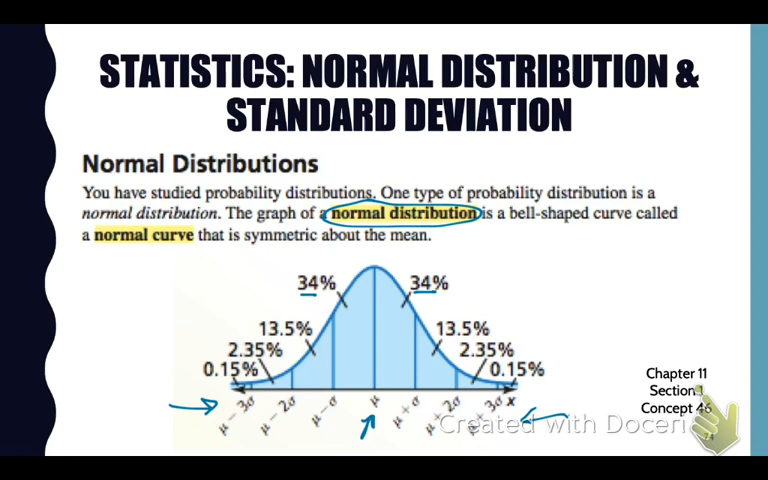 STATISTICS: NORMAL DISTRIBUTION &
STANDARD DEVIATION
Normal Distributions
You have studied probability distributions. One type of probability distribution is a
normal distribution. The graph of a normal distribution is a bell-shaped curve called
a normal curve that is symmetric about the mean.
34% 34%
13.5% 13.5%
2.35% 2.35%
0.15% 0.15%
μ − 3σ μ − 2σ μ − σ μ μ + σ μ + 2σ μ + 3σ x
Chapter 11
Section 1
Concept 46
Created with Doceri
74